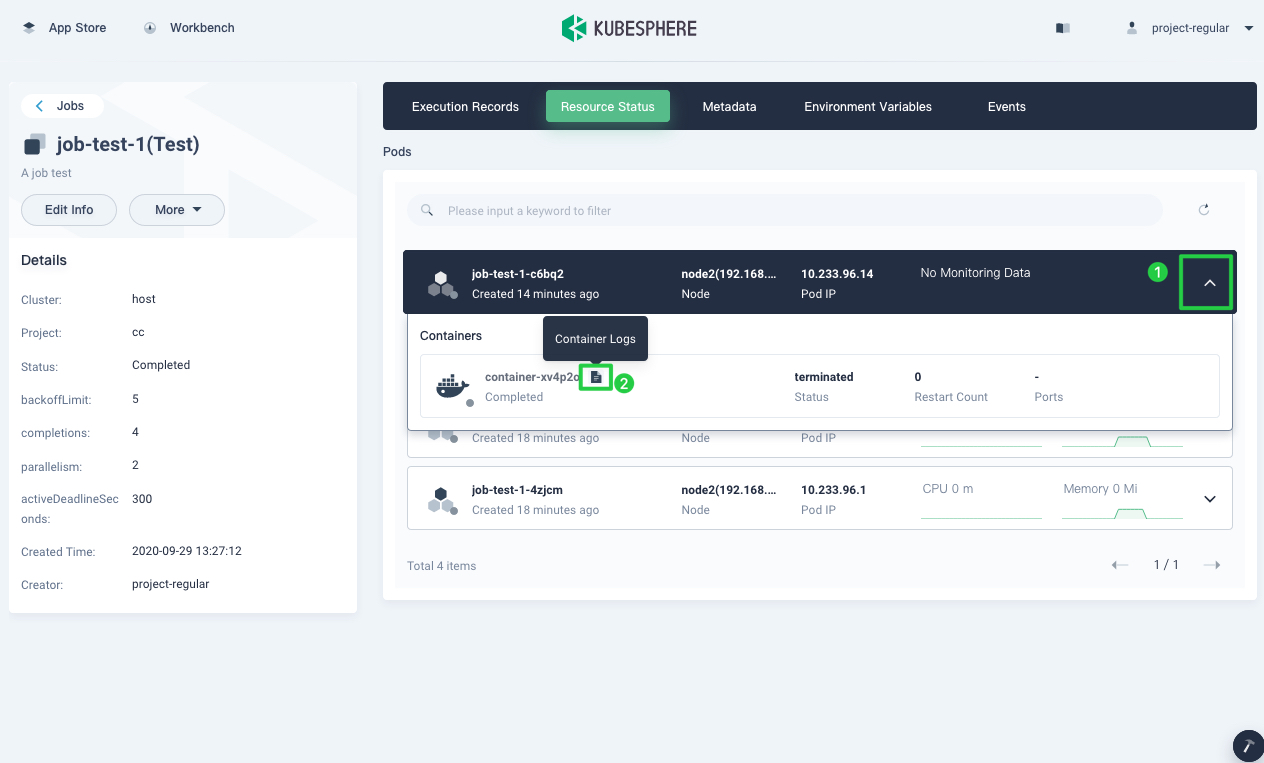 App Store
Workbench
KUBESPHERE
project-regular
Jobs
job-test-1(Test)
A job test
Edit Info
More
Details
Cluster: host
Project: cc
Status: Completed
backoffLimit: 5
completions: 4
parallelism: 2
activeDeadlineSec 300
onds:
Created Time: 2020-09-29 13:27:12
Creator: project-regular
Execution Records
Resource Status
Metadata
Environment Variables
Events
Pods
Please input a keyword to filter
job-test-1-c6bq2 node2(192.168.... 10.233.96.14 No Monitoring Data 1
Created 14 minutes ago Node Pod IP
Containers
Container Logs
container-xv4p2o 2 terminated 0 -
Completed Status Restart Count Ports
Created 18 minutes ago Node Pod IP
job-test-1-4zjcm node2(192.168.... 10.233.96.1 CPU 0 m Memory 0 Mi
Created 18 minutes ago Node Pod IP
Total 4 items
1 / 1